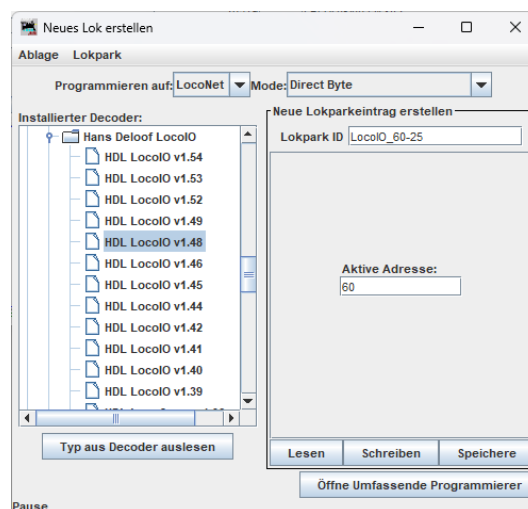 Neues Lok erstellen
Ablage Lokpark
Programmieren auf: LocoNet Mode: Direct Byte
Installierter Decoder:
Hans Deloof LocoIO
HDL LocoIO v1.54
HDL LocoIO v1.53
HDL LocoIO v1.52
HDL LocoIO v1.49
HDL LocoIO v1.48
HDL LocoIO v1.46
HDL LocoIO v1.45
HDL LocoIO v1.44
HDL LocoIO v1.42
HDL LocoIO v1.41
HDL LocoIO v1.40
HDL LocoIO v1.39
Typ aus Decoder auslesen
Neue Lokparkeintrag erstellen
Lokpark ID LocoIO_60-25
Aktive Adresse:
60
Lesen Schreiben Speichere
Öffne Umfassende Programmierer
Pause